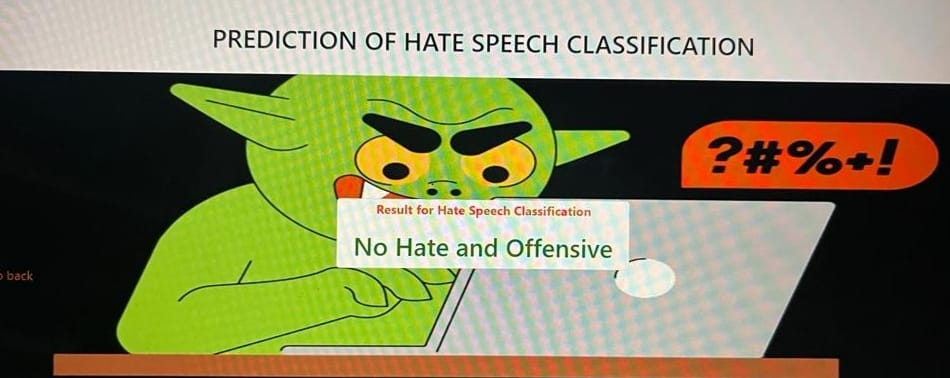 PREDICTION OF HATE SPEECH CLASSIFICATION
?#%+!
Result for Hate Speech Classification
No Hate and Offensive
back